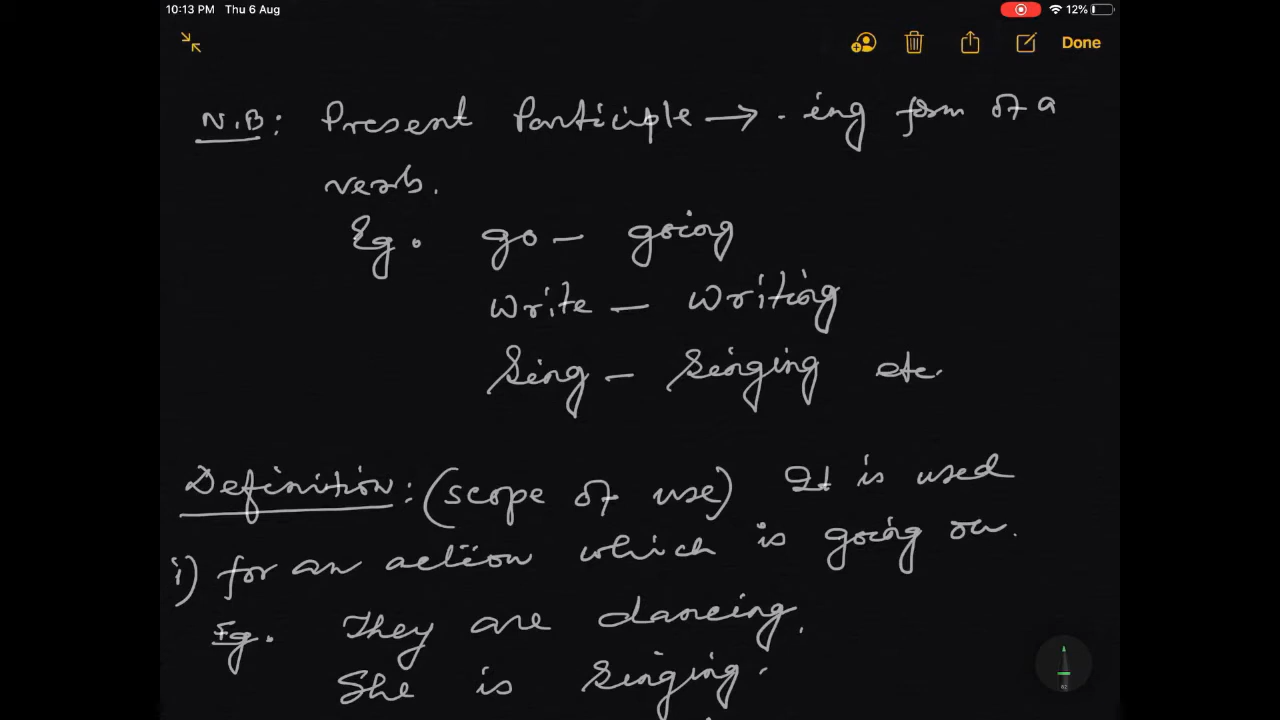 10:13 PM Thu 6 Aug 12%
Done
N.B: Present Participle → -ing form of a
verb.
Eg. go — going
write — writing
Sing — Singing etc.
Definition: (scope of use) It is used
i) for an action which is going on.
Eg. They are dancing.
She is singing.